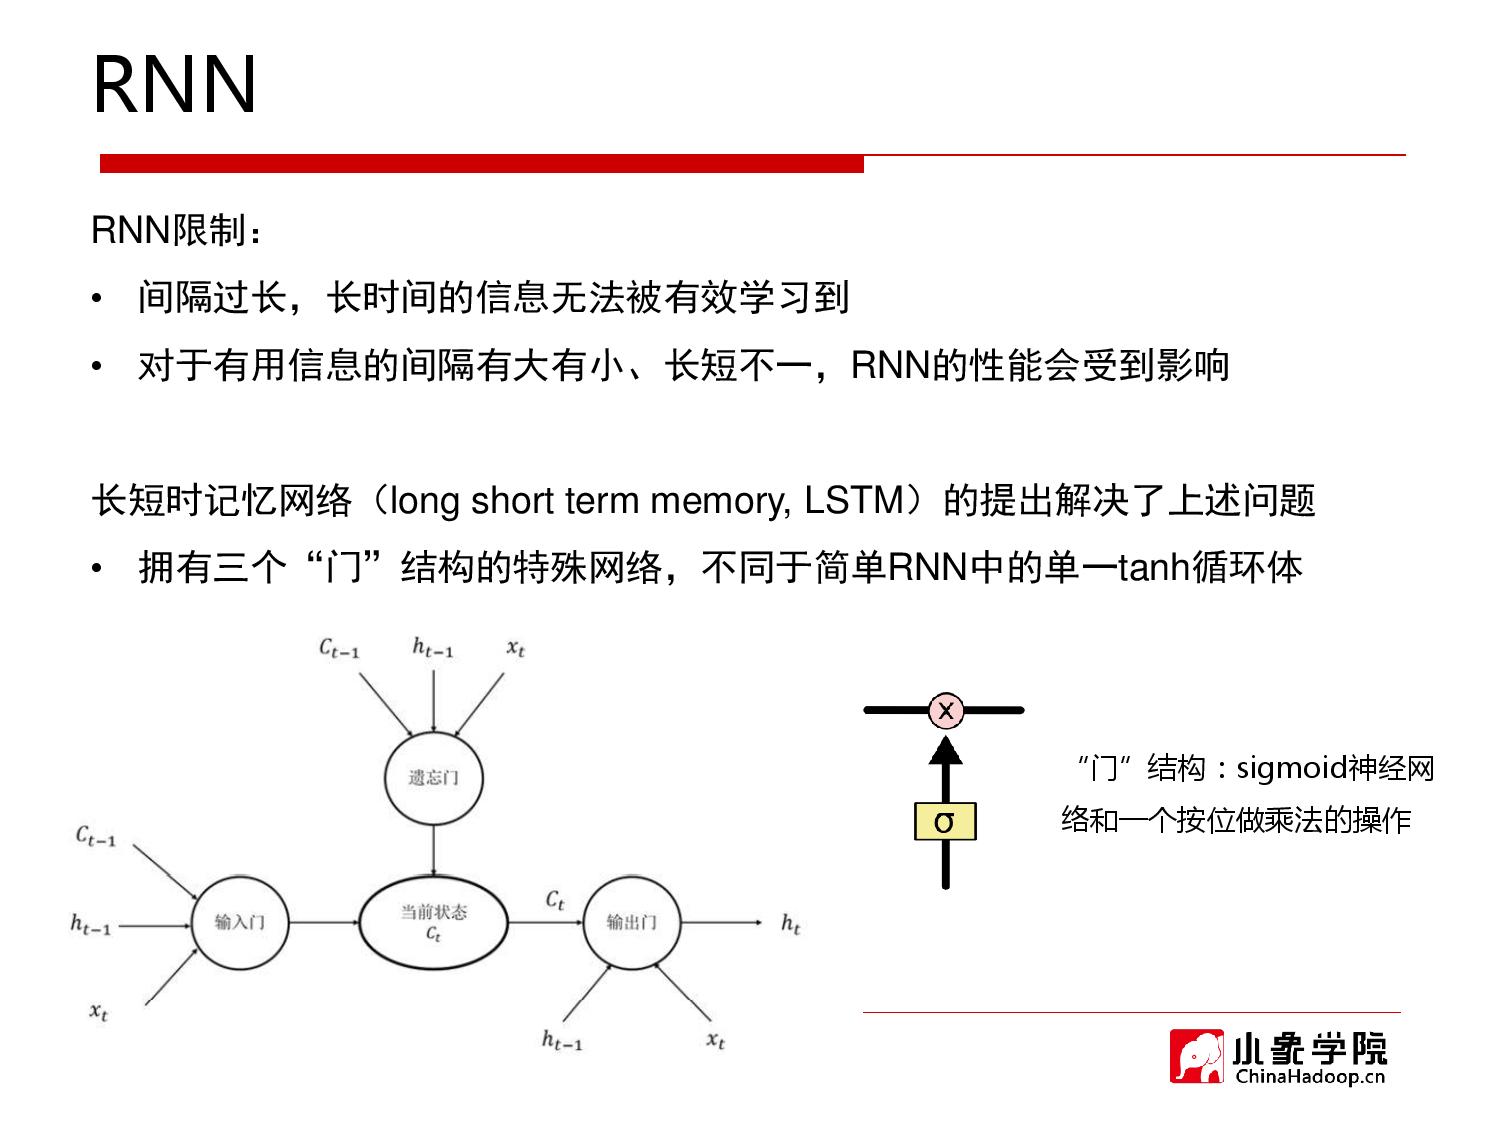 RNN
RNN限制：
• 间隔过长，长时间的信息无法被有效学习到
• 对于有用信息的间隔有大有小、长短不一，RNN的性能会受到影响
长短时记忆网络（long short term memory, LSTM）的提出解决了上述问题
• 拥有三个“门”结构的特殊网络，不同于简单RNN中的单一tanh循环体
C_{t−1} h_{t−1} x_t
遗忘门
C_{t−1}
h_{t−1}
x_t
输入门
当前状态
C_t
C_t
输出门
h_t
h_{t−1} x_t
X
σ
“门”结构：sigmoid神经网
络和一个按位做乘法的操作
小象学院
ChinaHadoop.cn